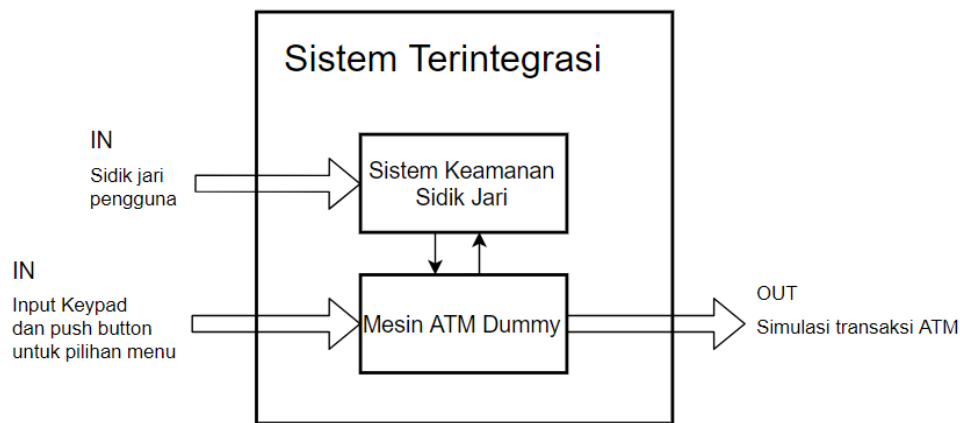 Sistem Terintegrasi
IN
Sidik jari
pengguna
Sistem Keamanan
Sidik Jari
IN
Input Keypad
dan push button
untuk pilihan menu
Mesin ATM Dummy
OUT
Simulasi transaksi ATM